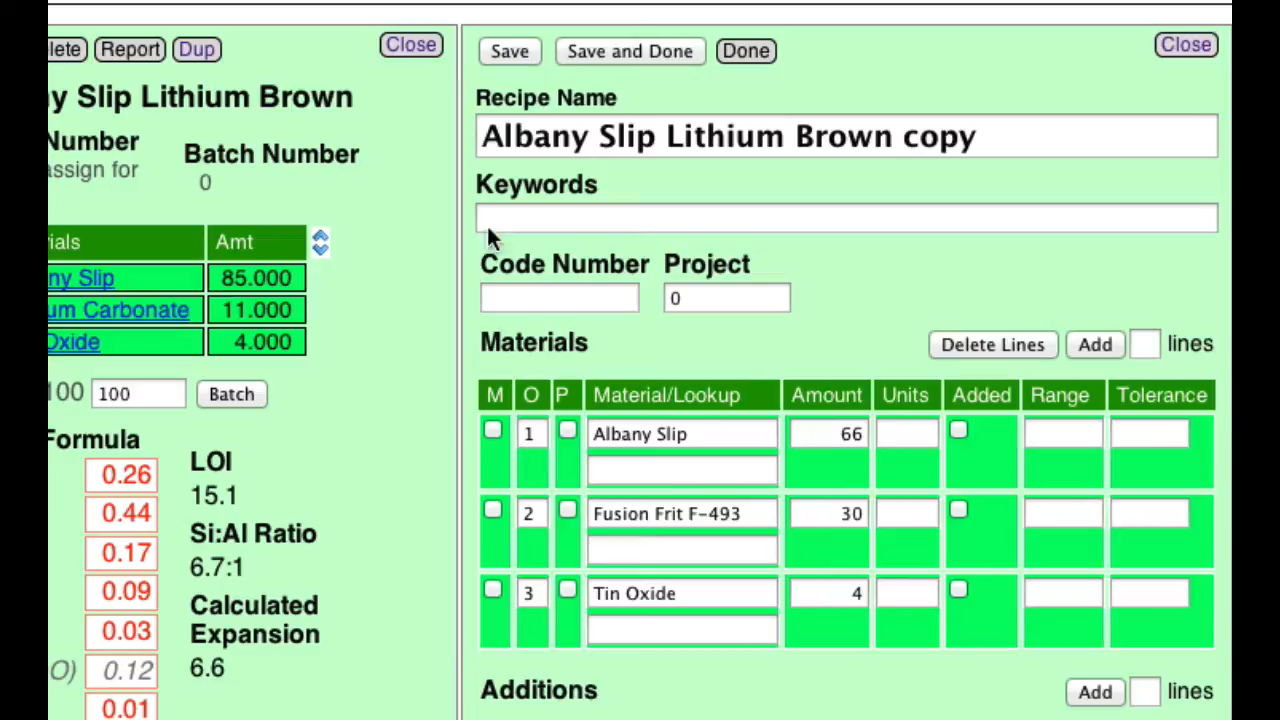 lete Report Dup Close
y Slip Lithium Brown
Number
assign for
Batch Number
0
ials Amt
ny Slip 85.000
um Carbonate 11.000
Oxide 4.000
100 100 Batch
Formula
0.26
0.44
0.17
0.09
0.03
O) 0.12
0.01
LOI
15.1
Si:Al Ratio
6.7:1
Calculated
Expansion
6.6
Save Save and Done Done Close
Recipe Name
Albany Slip Lithium Brown copy
Keywords
Code Number Project
0
Materials Delete Lines Add lines
M O P Material/Lookup Amount Units Added Range Tolerance
1 Albany Slip 66
2 Fusion Frit F-493 30
3 Tin Oxide 4
Additions Add lines